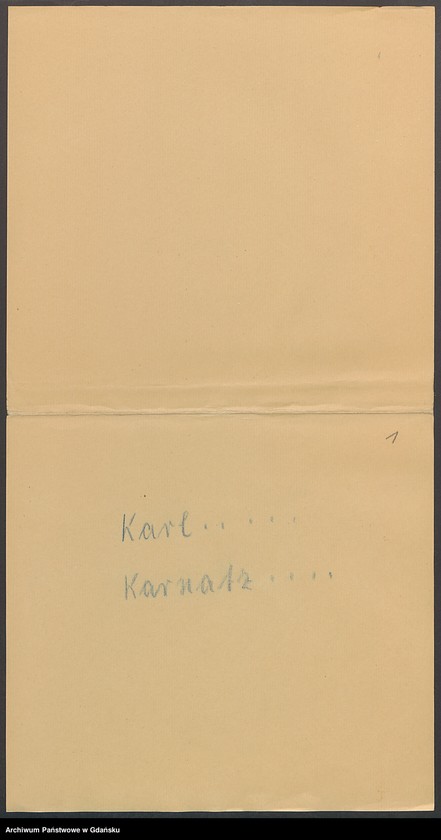 1
Karl . . . . .
Karnatz . . . .
Archiwum Państwowe w Gdańsku